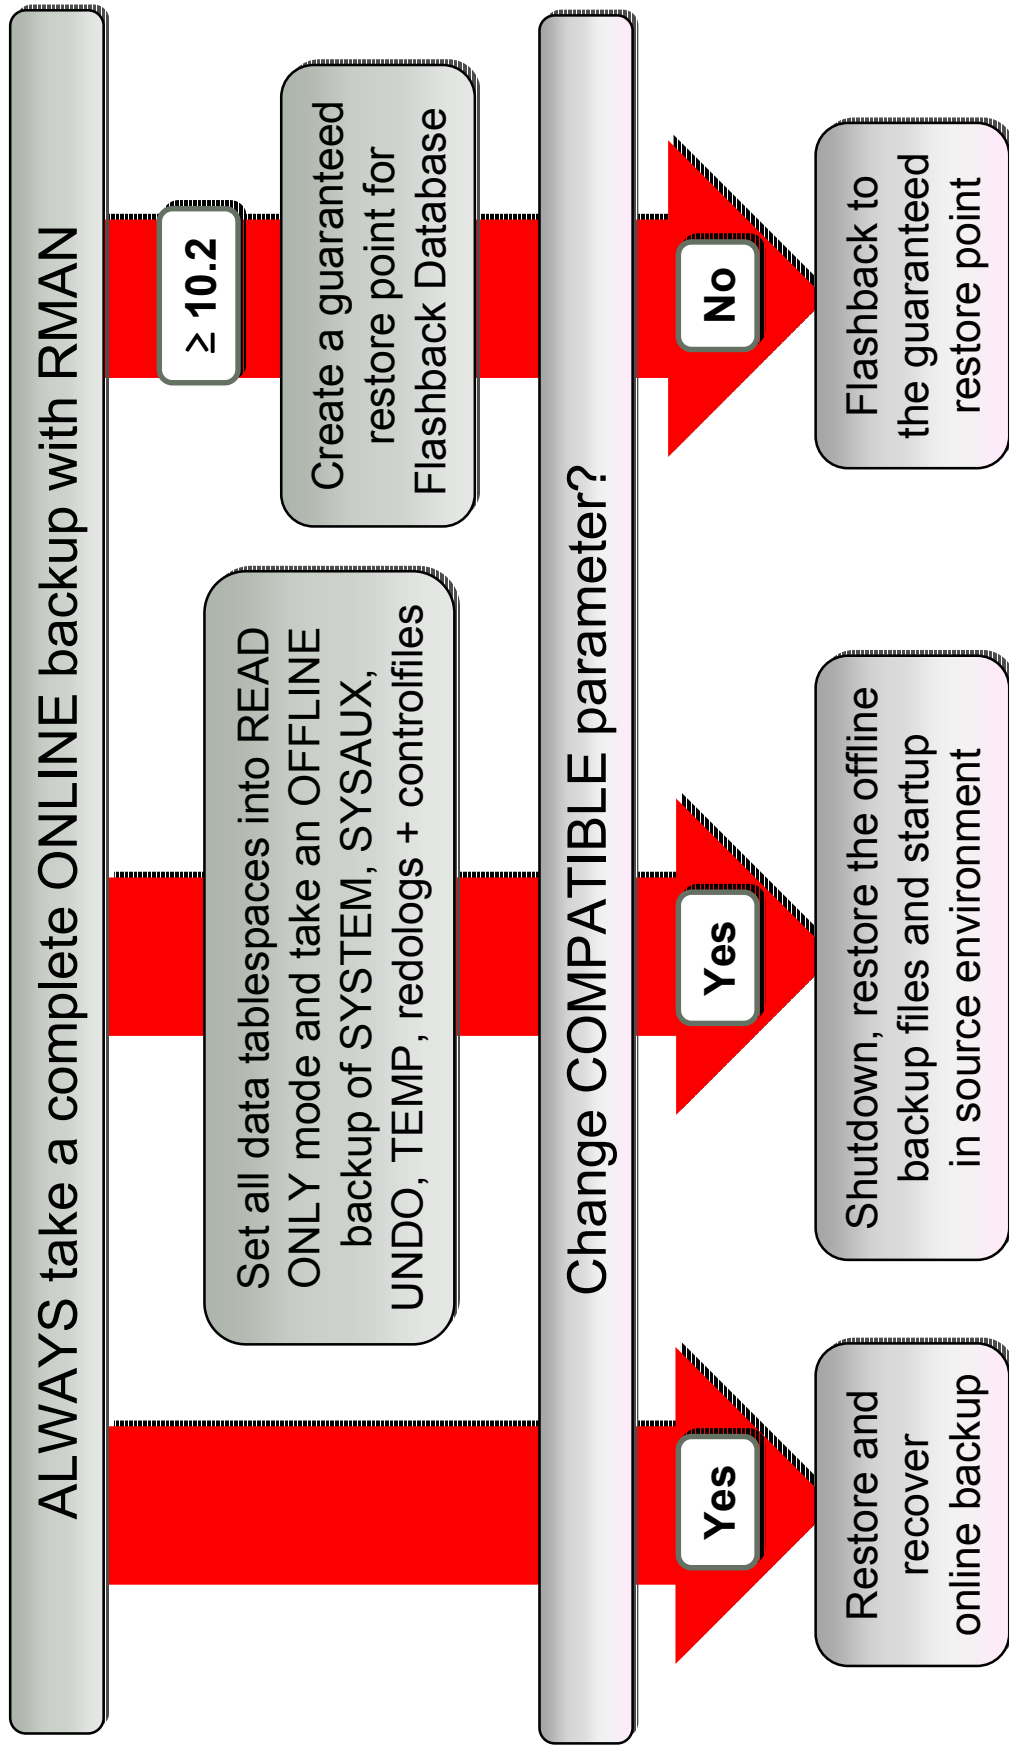 ALWAYS take a complete ONLINE backup with RMAN
≥ 10.2
Set all data tablespaces into READ
ONLY mode and take an OFFLINE
backup of SYSTEM, SYSAUX,
UNDO, TEMP, redologs + controlfiles
Create a guaranteed
restore point for
Flashback Database
Change COMPATIBLE parameter?
Yes
Yes
No
Restore and
recover
online backup
Shutdown, restore the offline
backup files and startup
in source environment
Flashback to
the guaranteed
restore point